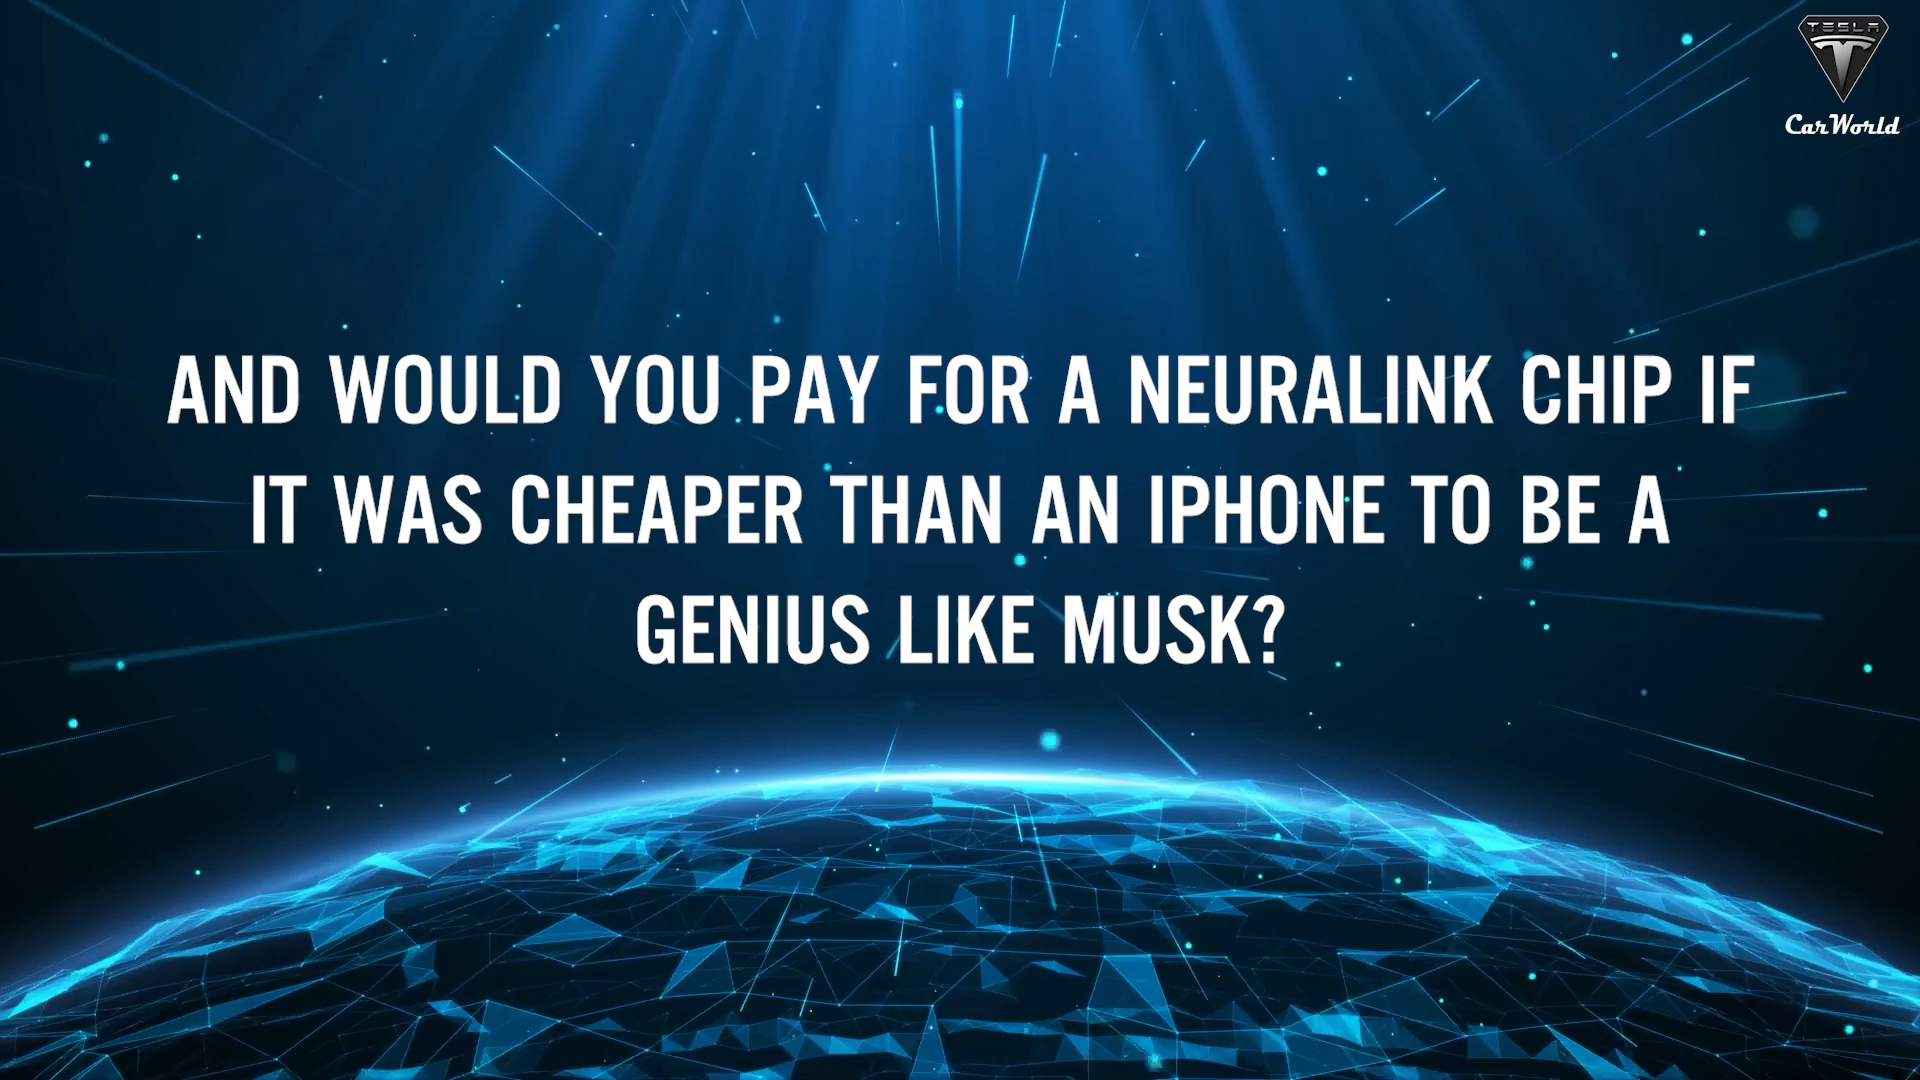 TESLA
CarWorld
AND WOULD YOU PAY FOR A NEURALINK CHIP IF
IT WAS CHEAPER THAN AN IPHONE TO BE A
GENIUS LIKE MUSK?